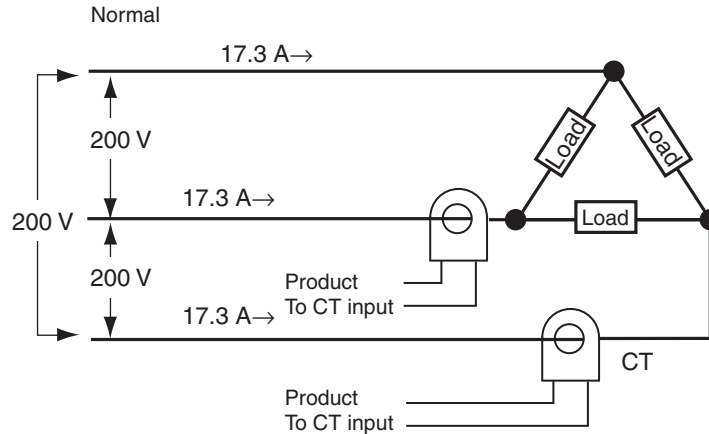 Normal
17.3 A→
200 V
Load
Load
17.3 A→
200 V
Load
200 V
Product
To CT input
17.3 A→
CT
Product
To CT input